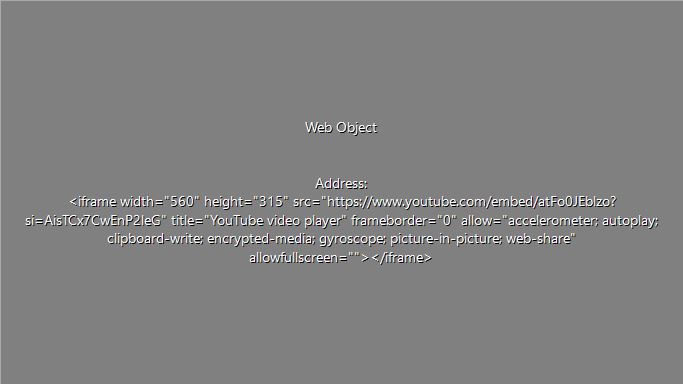 Web Object
Address:
<iframe width="560" height="315" src="https://www.youtube.com/embed/atFo0JEblzo?
si=AisTCx7CwEnP2IeG" title="YouTube video player" frameborder="0" allow="accelerometer; autoplay;
clipboard-write; encrypted-media; gyroscope; picture-in-picture; web-share"
allowfullscreen=""></iframe>